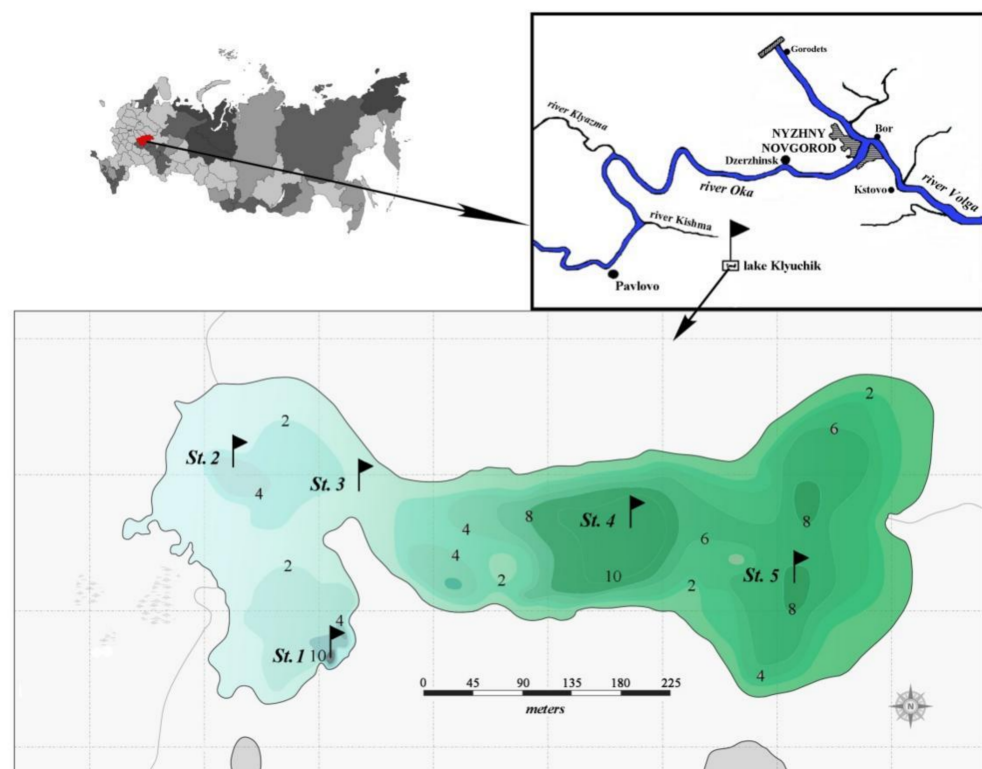 Gorodets
river Klyazma
NYZHNY
NOVGOROD
Bor
Dzerzhinsk
river Oka
Kstovo
river Volga
river Kishma
lake Klyuchik
Pavlovo
2
2
6
St. 2
St. 3
4
8
St. 4
8
4
6
4
St. 5
2
10
2
2
8
4
St. 1
10
4
0 45 90 135 180 225
meters
N